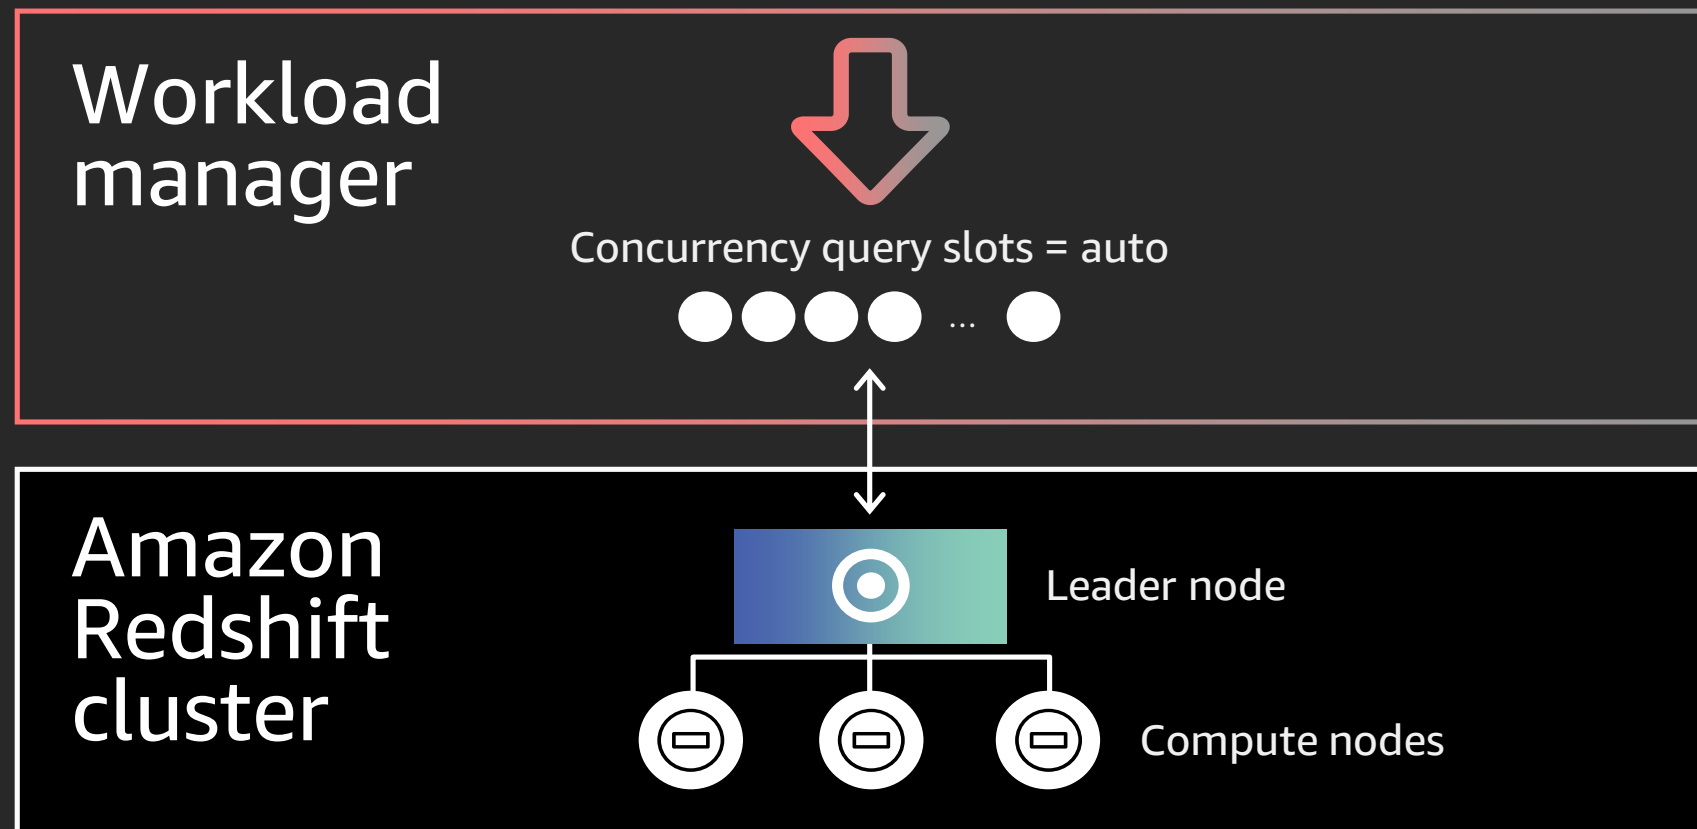 Workload
manager
Concurrency query slots = auto
...
Amazon
Redshift
cluster
Leader node
Compute nodes